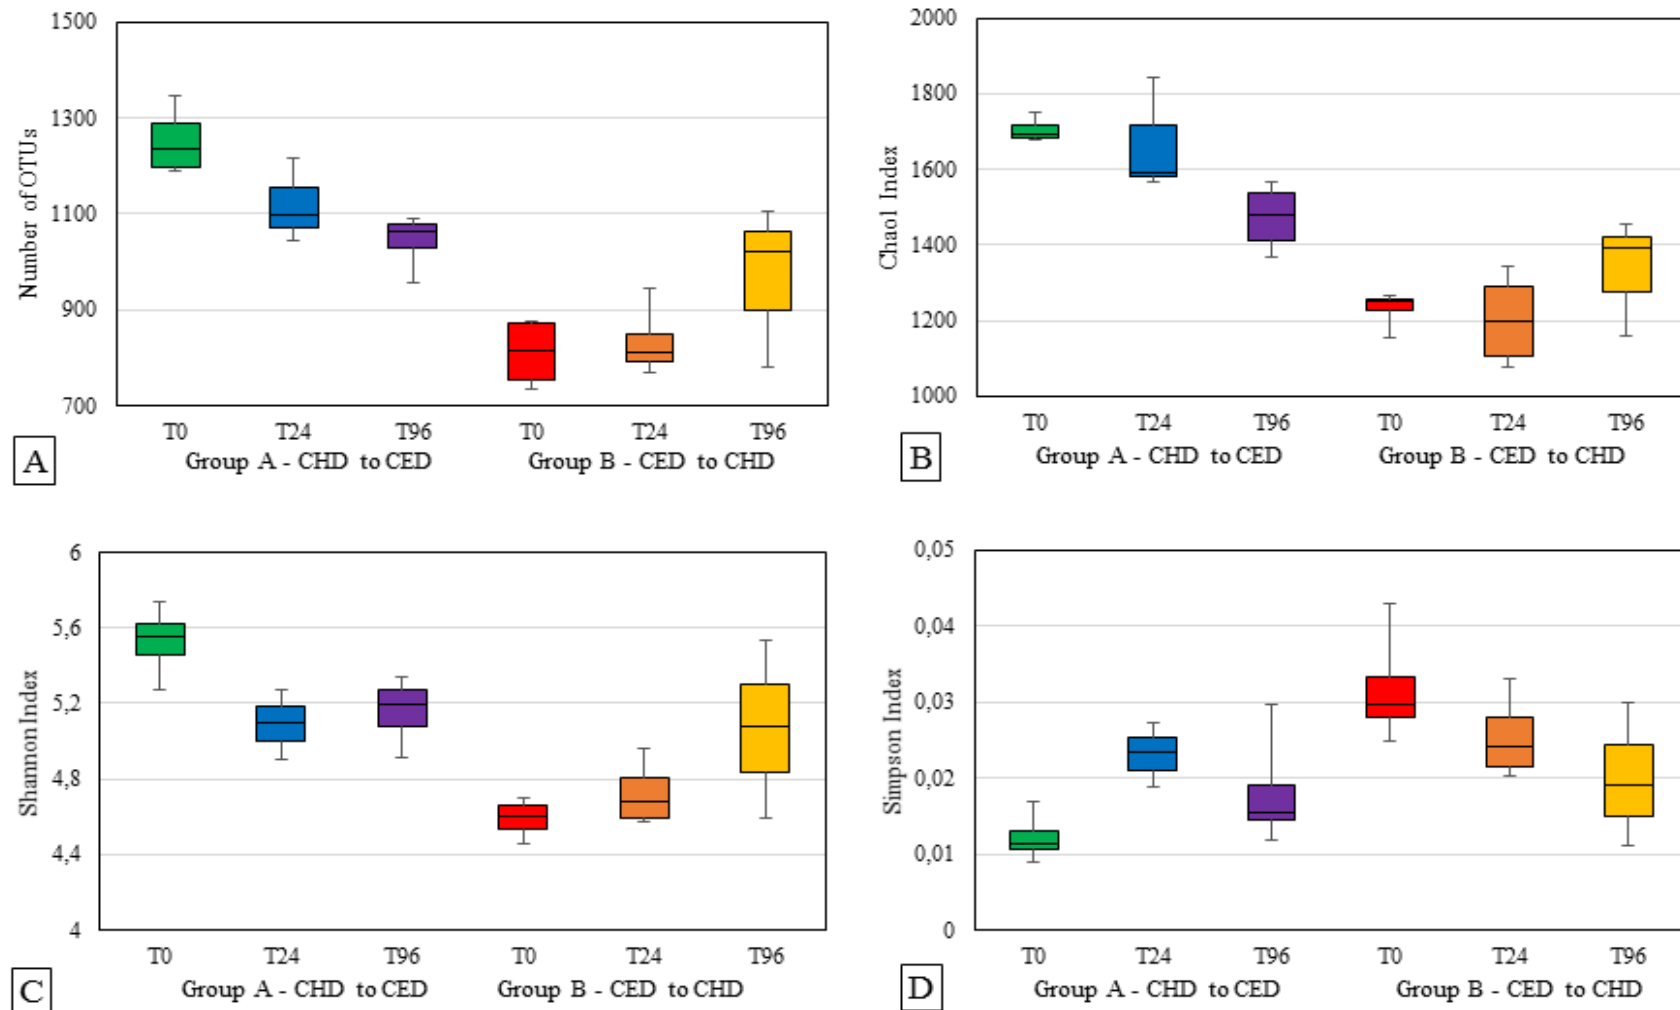 1500
1300
1100
900
700
Number of OTUs
T0 T24 T96 T0 T24 T96
Group A - CHD to CED Group B - CED to CHD
A
2000
1800
1600
1400
1200
1000
Chao1 Index
T0 T24 T96 T0 T24 T96
Group A - CHD to CED Group B - CED to CHD
B
6
5,6
5,2
4,8
4,4
4
Shannon Index
T0 T24 T96 T0 T24 T96
Group A - CHD to CED Group B - CED to CHD
C
0,05
0,04
0,03
0,02
0,01
0
Simpson Index
T0 T24 T96 T0 T24 T96
Group A - CHD to CED Group B - CED to CHD
D